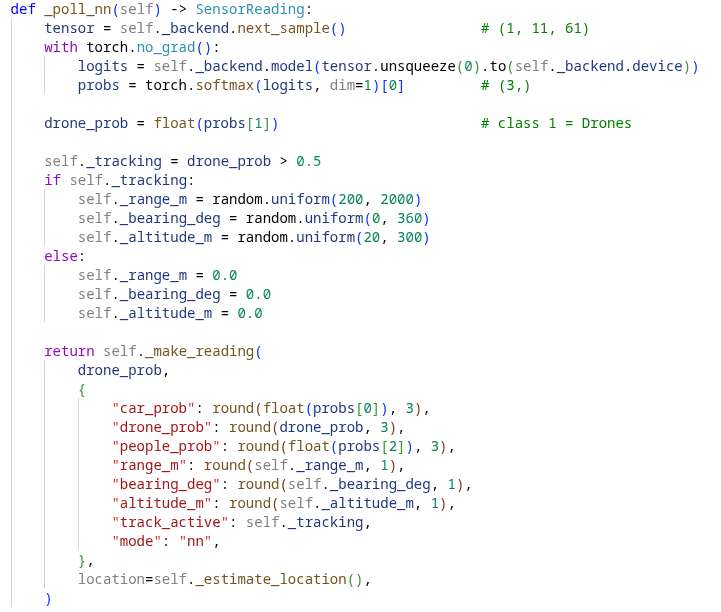 def _poll_nn(self) -> SensorReading:
    tensor = self._backend.next_sample()                # (1, 11, 61)
    with torch.no_grad():
        logits = self._backend.model(tensor.unsqueeze(0).to(self._backend.device))
        probs = torch.softmax(logits, dim=1)[0]         # (3,)
    drone_prob = float(probs[1])                        # class 1 = Drones
    self._tracking = drone_prob > 0.5
    if self._tracking:
        self._range_m = random.uniform(200, 2000)
        self._bearing_deg = random.uniform(0, 360)
        self._altitude_m = random.uniform(20, 300)
    else:
        self._range_m = 0.0
        self._bearing_deg = 0.0
        self._altitude_m = 0.0
    return self._make_reading(
        drone_prob,
        {
            "car_prob": round(float(probs[0]), 3),
            "drone_prob": round(drone_prob, 3),
            "people_prob": round(float(probs[2]), 3),
            "range_m": round(self._range_m, 1),
            "bearing_deg": round(self._bearing_deg, 1),
            "altitude_m": round(self._altitude_m, 1),
            "track_active": self._tracking,
            "mode": "nn",
        },
        location=self._estimate_location(),
    )